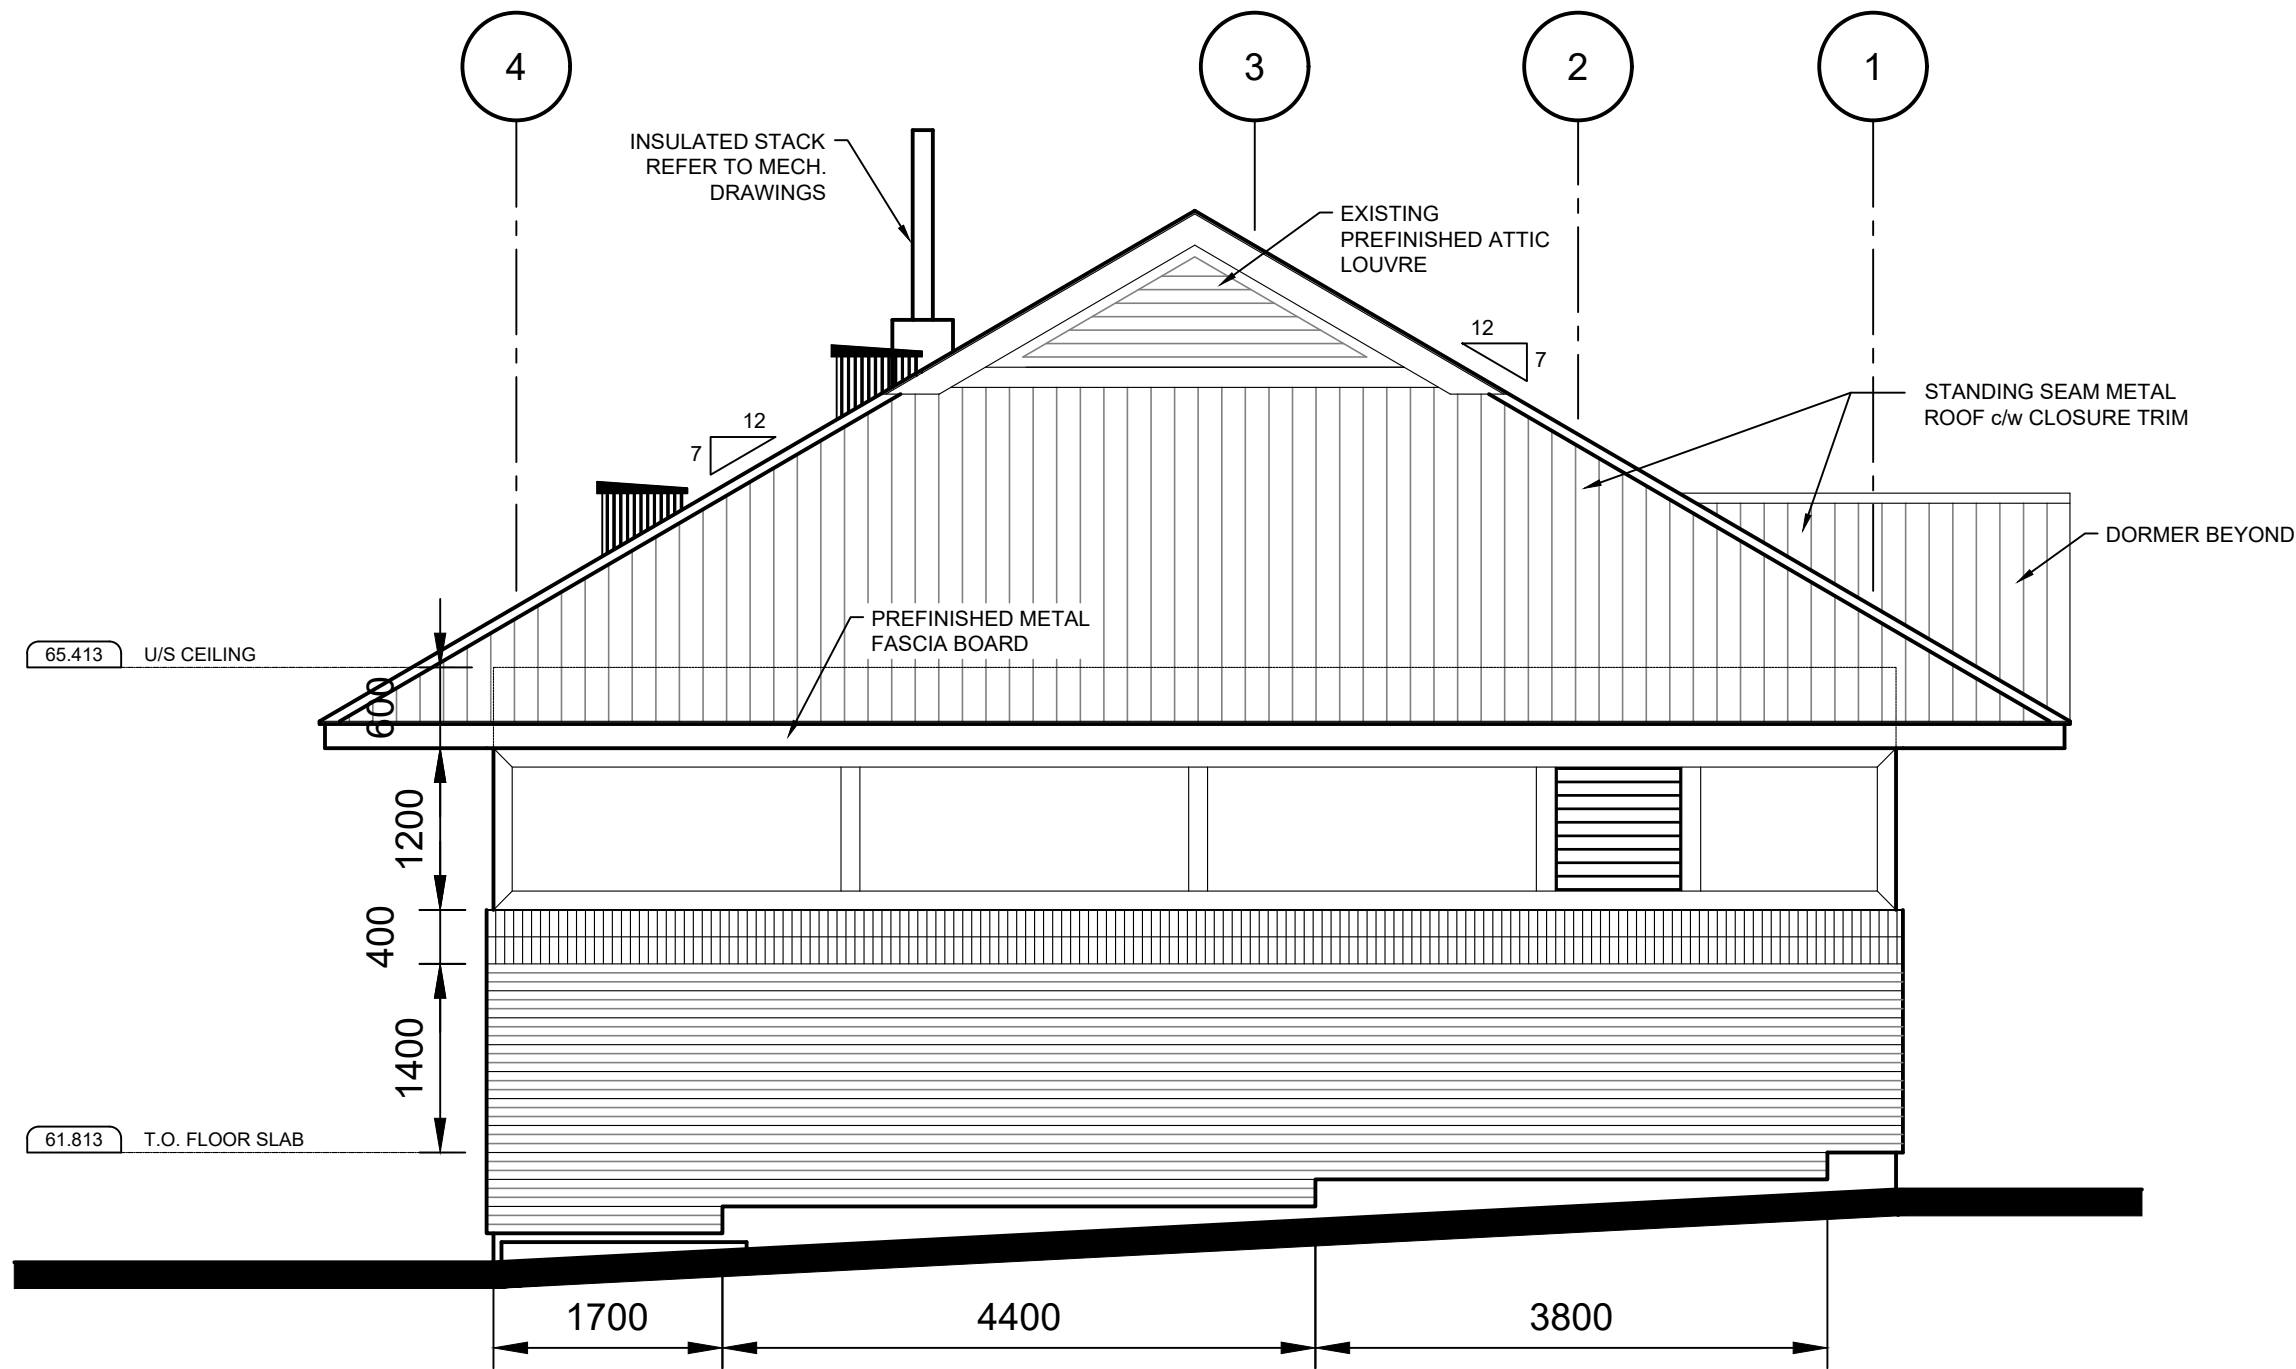 4
3
2
1
INSULATED STACK
REFER TO MECH.
DRAWINGS
EXISTING
PREFINISHED ATTIC
LOUVRE
12
7
12
7
STANDING SEAM METAL
ROOF c/w CLOSURE TRIM
DORMER BEYOND
PREFINISHED METAL
FASCIA BOARD
65.413 U/S CEILING
600
1200
400
1400
61.813 T.O. FLOOR SLAB
1700
4400
3800